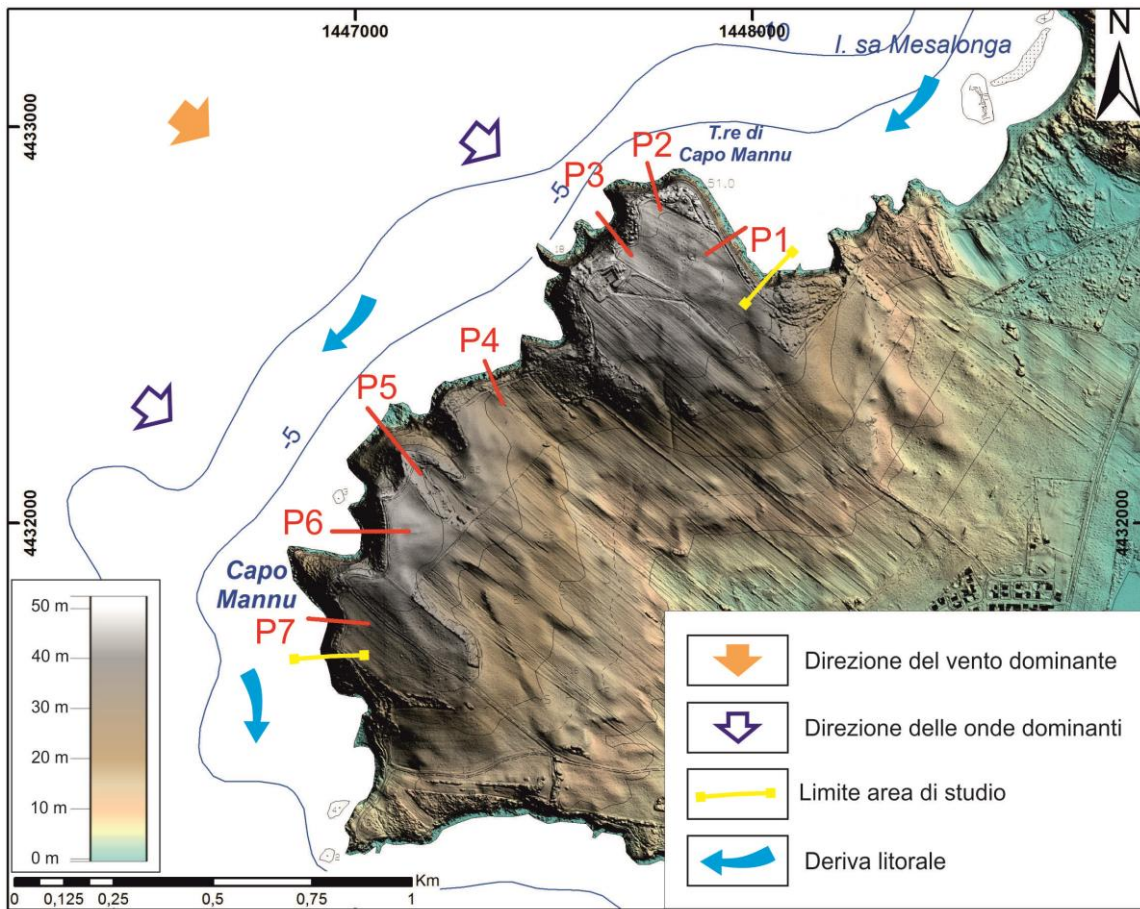 1447000
1448000
-10
I. sa Mesalonga
N
4433000
T.re di
Capo Mannu
P2
51.0
P3
-5
P1
P4
P5
-5
P6
4432000
4432000
Capo
Mannu
P7
50 m
40 m
30 m
20 m
10 m
0 m
Direzione del vento dominante
Direzione delle onde dominanti
Limite area di studio
Deriva litorale
Km
0 0,125 0,25 0,5 0,75 1